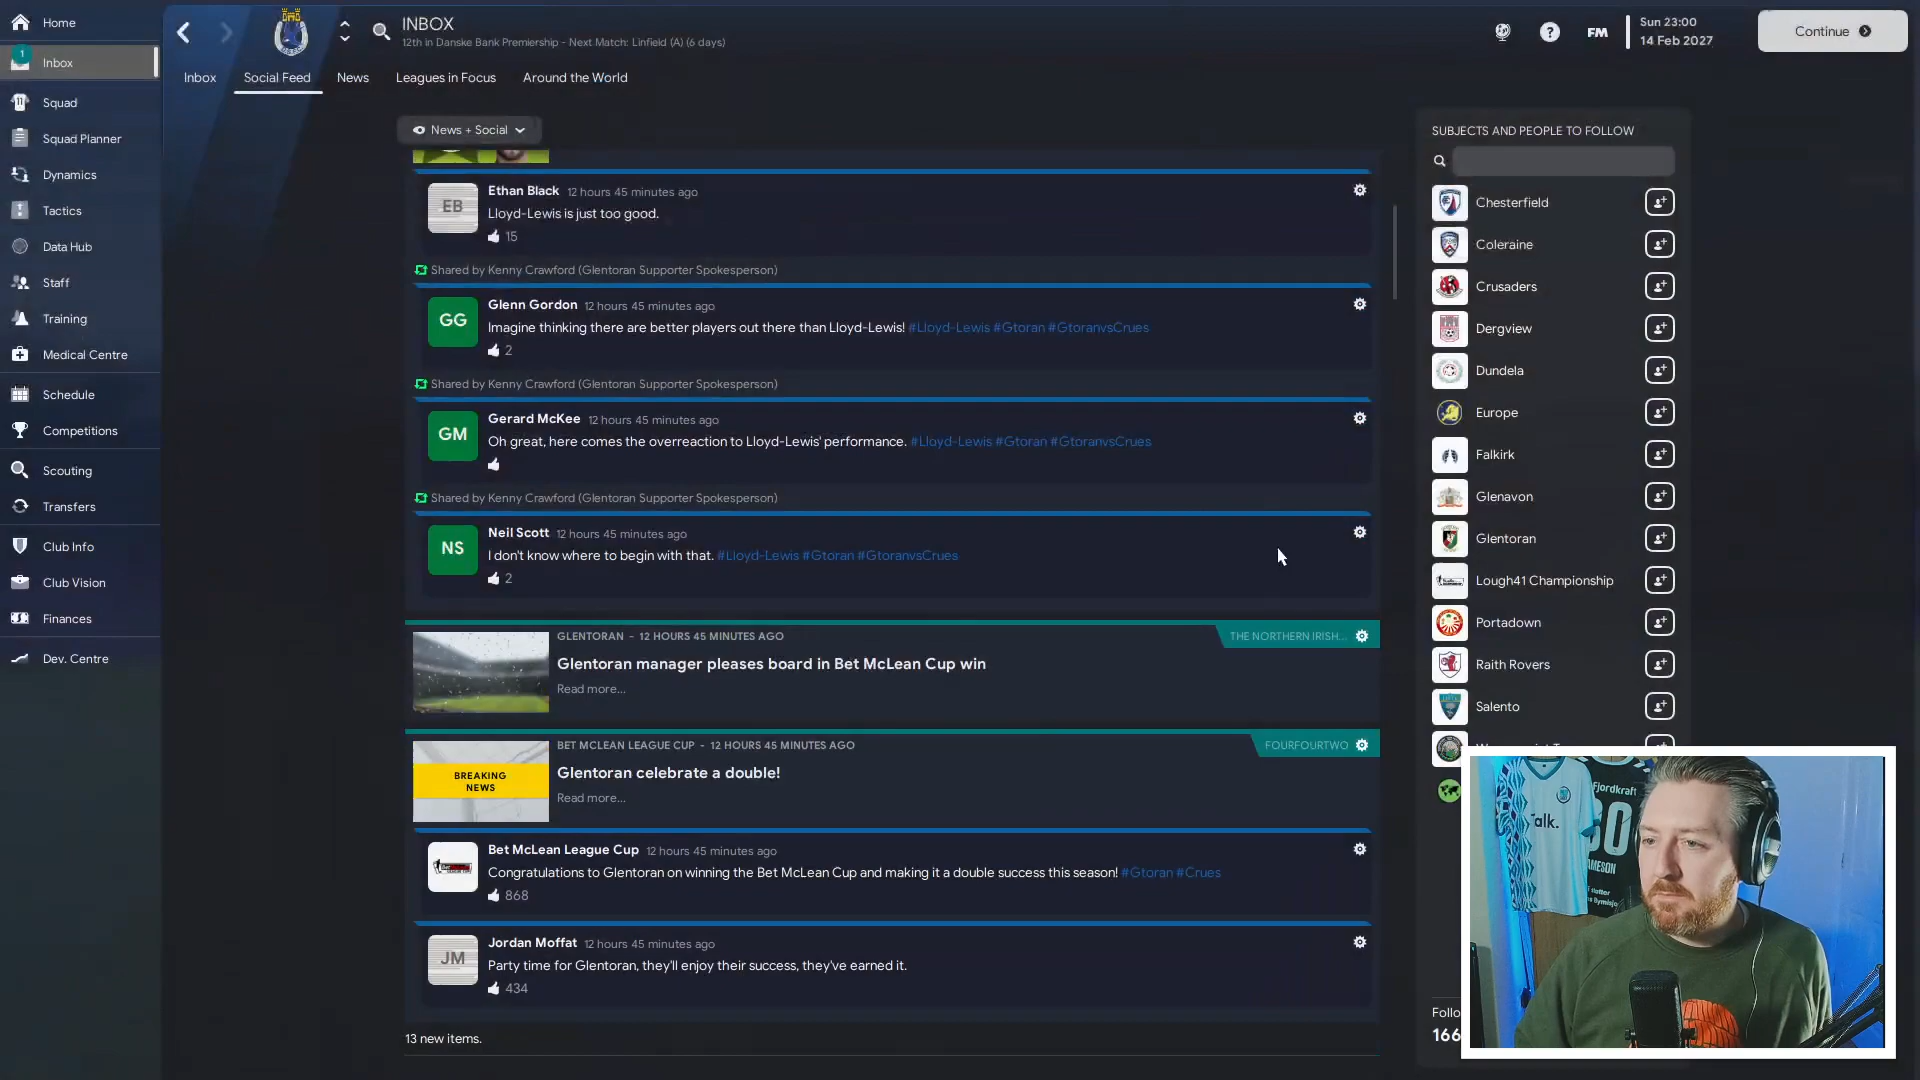 Home
1
Inbox
Squad
Squad Planner
Dynamics
Tactics
Data Hub
Staff
Training
Medical Centre
Schedule
Competitions
Scouting
Transfers
Club Info
Club Vision
Finances
Dev. Centre
INBOX
12th in Danske Bank Premiership - Next Match: Linfield (A) (6 days)
FM
Sun 23:00
14 Feb 2027
Continue
Inbox
Social Feed
News
Leagues in Focus
Around the World
News + Social
EB
Ethan Black 12 hours 45 minutes ago
Lloyd-Lewis is just too good.
15
Shared by Kenny Crawford (Glentoran Supporter Spokesperson)
GG
Glenn Gordon 12 hours 45 minutes ago
Imagine thinking there are better players out there than Lloyd-Lewis! #Lloyd-Lewis #Gtoran #GtoranvsCrues
2
Shared by Kenny Crawford (Glentoran Supporter Spokesperson)
GM
Gerard McKee 12 hours 45 minutes ago
Oh great, here comes the overreaction to Lloyd-Lewis' performance. #Lloyd-Lewis #Gtoran #GtoranvsCrues
Shared by Kenny Crawford (Glentoran Supporter Spokesperson)
NS
Neil Scott 12 hours 45 minutes ago
I don't know where to begin with that. #Lloyd-Lewis #Gtoran #GtoranvsCrues
2
GLENTORAN - 12 HOURS 45 MINUTES AGO
THE NORTHERN IRISH...
Glentoran manager pleases board in Bet McLean Cup win
Read more...
BET MCLEAN LEAGUE CUP - 12 HOURS 45 MINUTES AGO
FOURFOURTWO
BREAKING
NEWS
Glentoran celebrate a double!
Read more...
Bet McLean League Cup 12 hours 45 minutes ago
Congratulations to Glentoran on winning the Bet McLean Cup and making it a double success this season! #Gtoran #Crues
868
JM
Jordan Moffat 12 hours 45 minutes ago
Party time for Glentoran, they'll enjoy their success, they've earned it.
434
13 new items.
SUBJECTS AND PEOPLE TO FOLLOW
Chesterfield
Coleraine
Crusaders
Dergview
Dundela
Europe
Falkirk
Glenavon
Glentoran
Lough41 Championship
Portadown
Raith Rovers
Salento
Follo
166
Fjordkraft